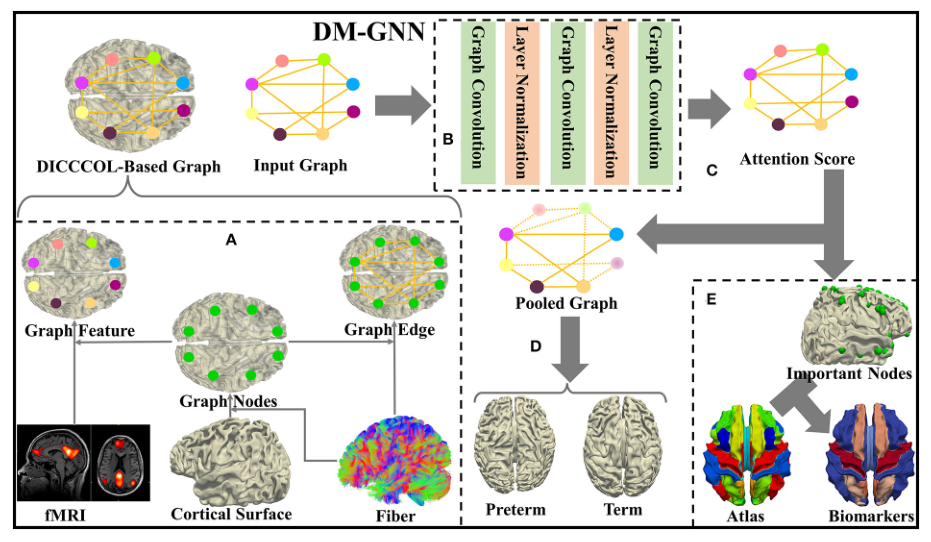 DM-GNN
DICCCOL-Based Graph
Input Graph
B
Graph Convolution
Layer Normalization
Graph Convolution
Layer Normalization
Graph Convolution
C
Attention Score
A
Graph Feature
Graph Nodes
Graph Edge
fMRI
Cortical Surface
Fiber
Pooled Graph
D
Preterm
Term
E
Important Nodes
Atlas
Biomarkers